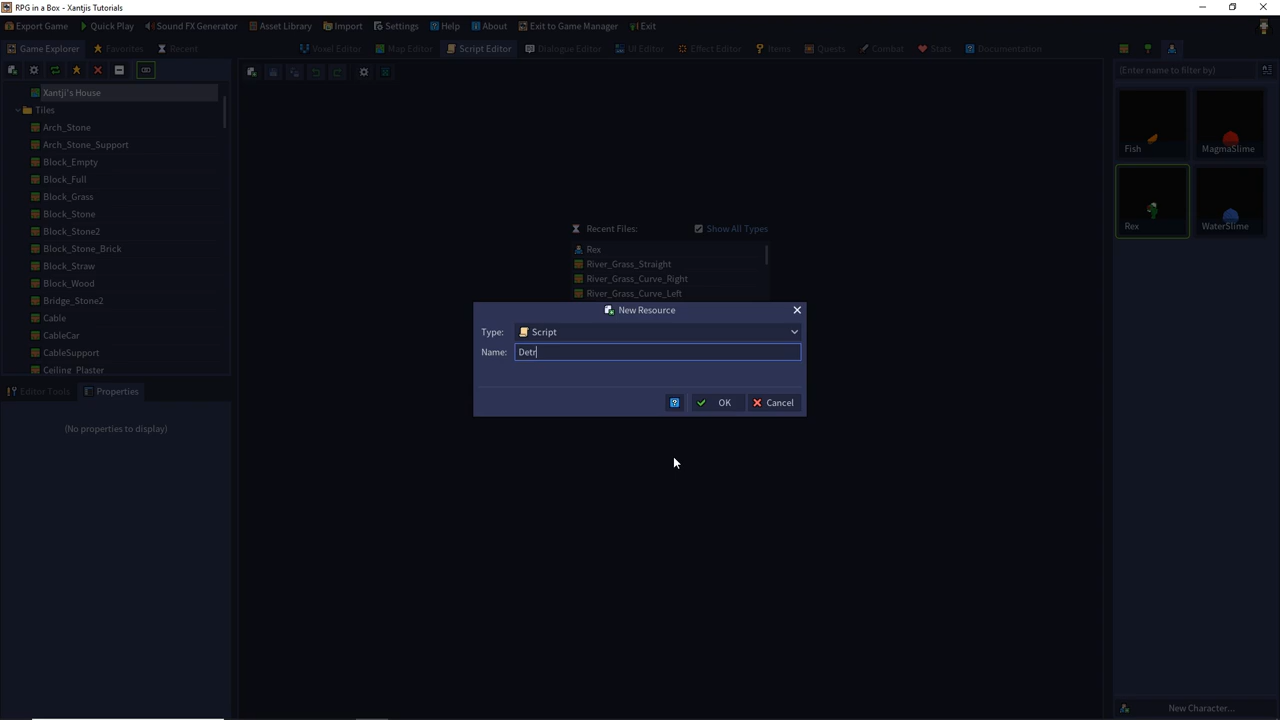 RPG in a Box - Xantjis Tutorials
Export Game Quick Play Sound FX Generator Asset Library Import Settings Help About Exit to Game Manager Exit
Game Explorer Favorites Recent Voxel Editor Map Editor Script Editor Dialogue Editor UI Editor Effect Editor Items Quests Combat Stats Documentation
(Enter name to filter by)
Xantji's House
Tiles
Arch_Stone
Arch_Stone_Support
Block_Empty
Block_Full
Block_Grass
Block_Stone
Block_Stone2
Block_Stone_Brick
Block_Straw
Block_Wood
Bridge_Stone2
Cable
CableCar
CableSupport
Ceiling_Plaster
Editor Tools Properties
(No properties to display)
Recent Files: Show All Types
Rex
River_Grass_Straight
River_Grass_Curve_Right
River_Grass_Curve_Left
New Resource
Type: Script
Name: Detr
? OK Cancel
Fish MagmaSlime
Rex WaterSlime
New Character...